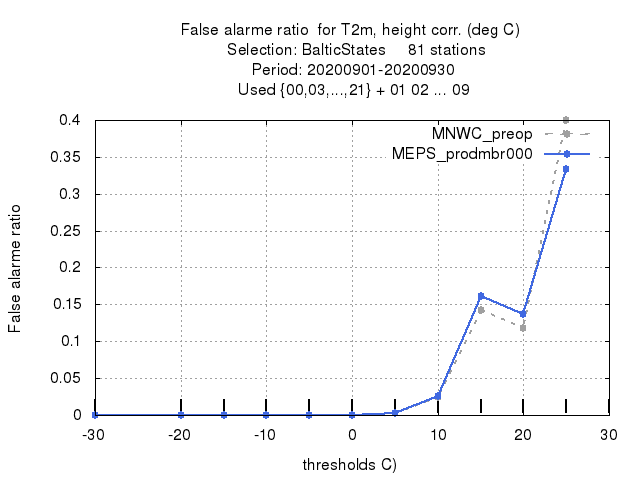 False alarme ratio  for T2m, height corr. (deg C)
Selection: BalticStates     81 stations
Period: 20200901-20200930
Used {00,03,...,21} + 01 02 ... 09
MNWC_preop
MEPS_prodmbr000
False alarme ratio
0.4
0.35
0.3
0.25
0.2
0.15
0.1
0.05
0
-30 -20 -10 0 10 20 30
thresholds C)